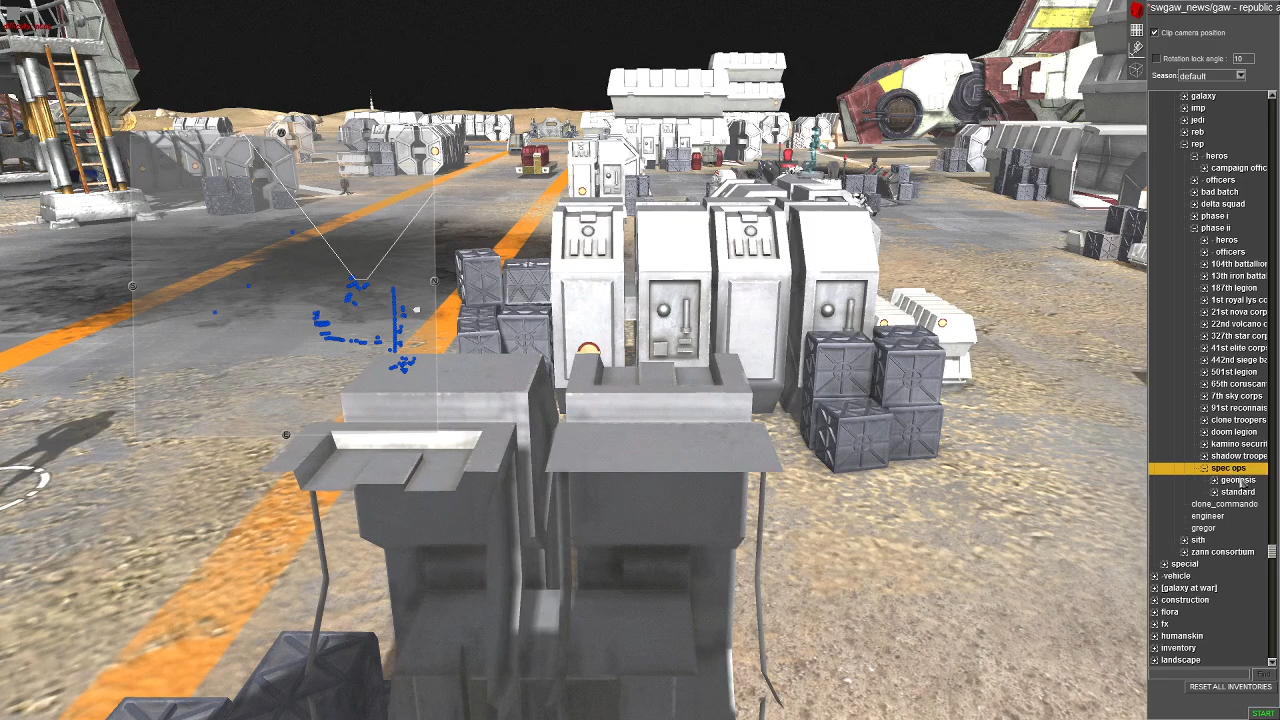 "swgaw_news/gaw - republic a
Clip camera position
Rotation lock angle : 10
Season: default
galaxy
imp
jedi
reb
rep
heros
campaign offic
officers
bad batch
delta squad
phase i
phase ii
heros
officers
104th battalion
13th iron batta
187th legion
1st royal lys co
21st nova corp
22nd volcano c
327th star corp
41st elite corp
442nd siege ba
501st legion
65th coruscan
7th sky corps
91st reconnais
clone troopers
doom legion
kamino securit
shadow troope
spec ops
geonosis
standard
clone_commando
engineer
gregor
sith
zann consortium
special
-vehicle
[galaxy at war]
construction
flora
fx
humanskin
inventory
landscape
Find
RESET ALL INVENTORIES
START